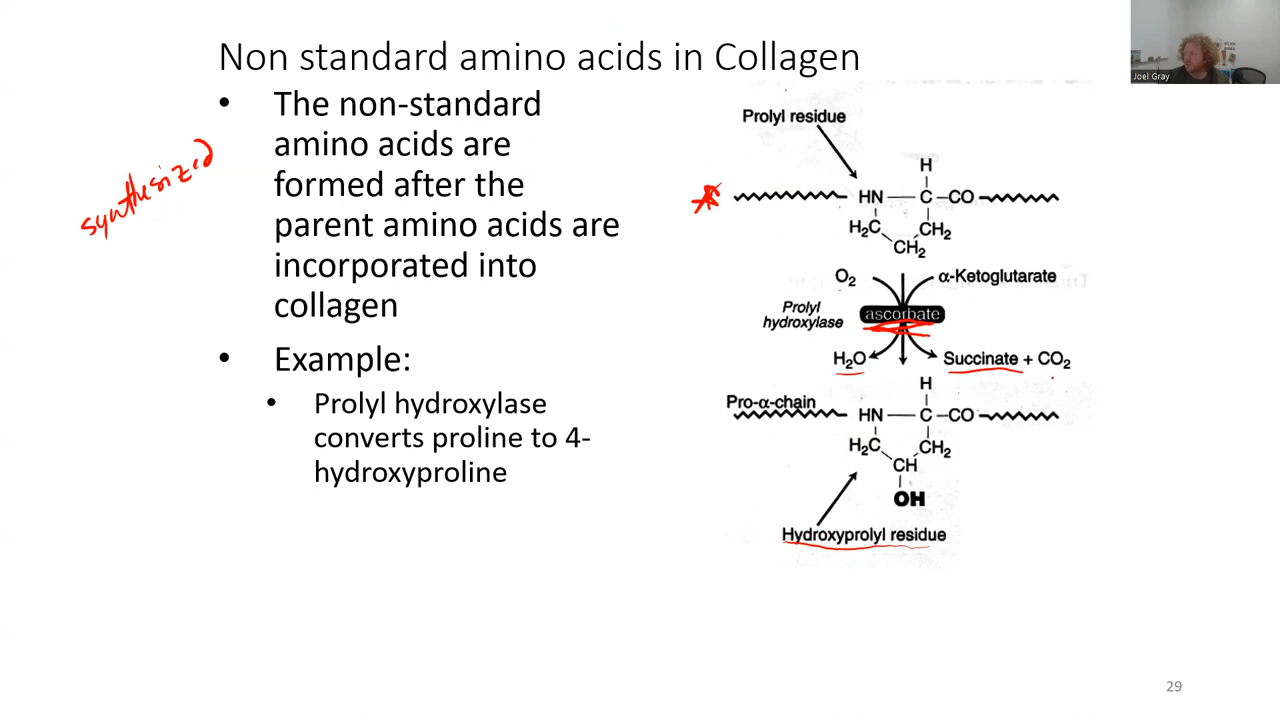 Non standard amino acids in Collagen
• The non-standard
amino acids are
formed after the
parent amino acids are
incorporated into
collagen
• Example:
• Prolyl hydroxylase
converts proline to 4-
hydroxyproline
synthesized
Prolyl residue
H
HN C CO
H₂C CH₂
CH₂
O₂ α-Ketoglutarate
Prolyl
hydroxylase
ascorbate
H₂O Succinate + CO₂
H
Pro-α-chain
HN C CO
H₂C CH₂
CH
OH
Hydroxyprolyl residue
Joel Gray
29